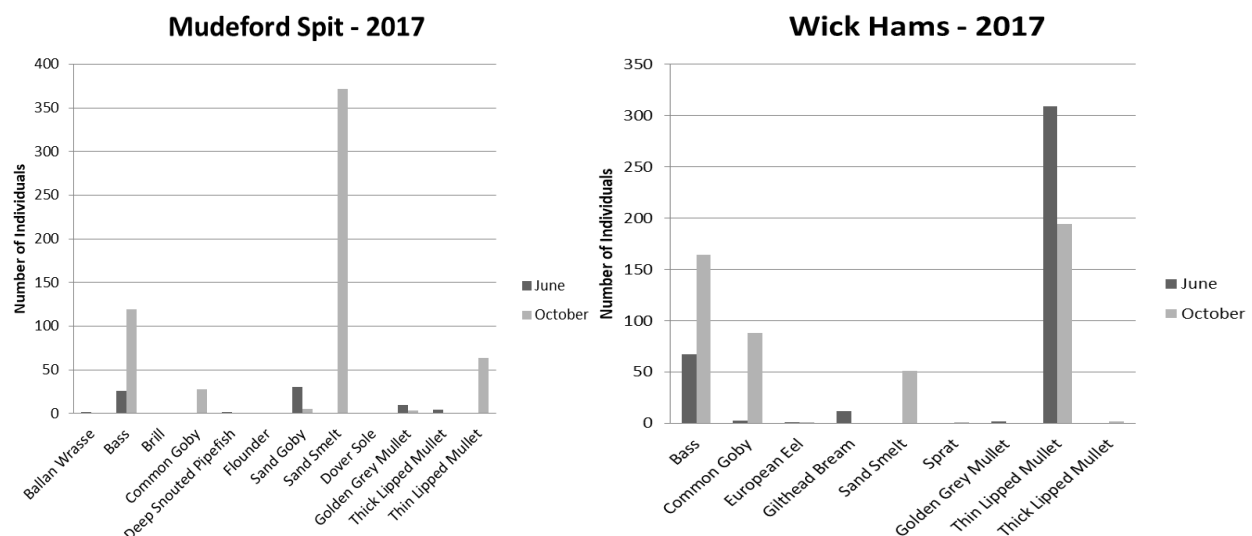 Mudeford Spit - 2017
Number of Individuals
400
350
300
250
200
150
100
50
0
Ballan Wrasse
Bass
Brill
Common Goby
Deep Snouted Pipefish
Flounder
Sand Goby
Sand Smelt
Dover Sole
Golden Grey Mullet
Thick Lipped Mullet
Thin Lipped Mullet
June
October
Wick Hams - 2017
Number of Individuals
350
300
250
200
150
100
50
0
Bass
Common Goby
European Eel
Gilthead Bream
Sand Smelt
Sprat
Golden Grey Mullet
Thin Lipped Mullet
Thick Lipped Mullet
June
October